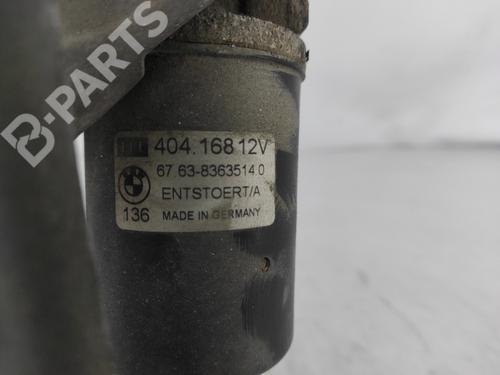 B-PARTS
404.168 12V
67 63-8363514 0
ENTSTOERT/A
136 MADE IN GERMANY